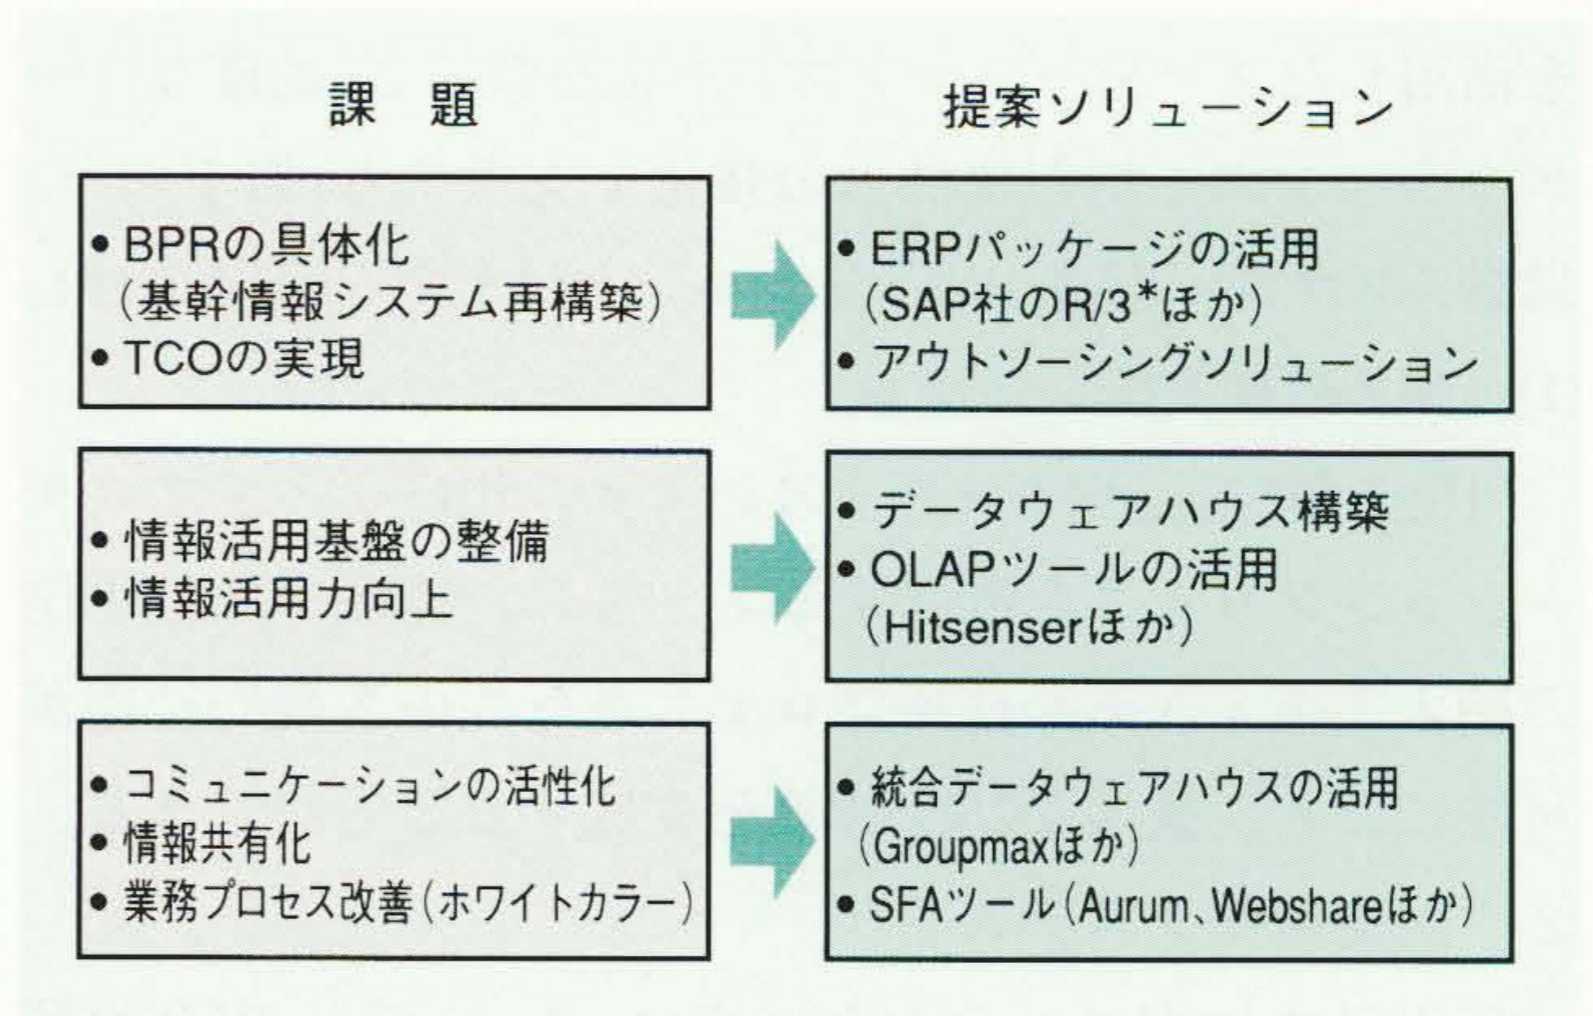 課 題
提案ソリューション
• BPRの具体化
(基幹情報システム再構築)
• TCOの実現
• ERPパッケージの活用
(SAP社のR/3*ほか)
• アウトソーシングソリューション
• 情報活用基盤の整備
• 情報活用力向上
• データウェアハウス構築
• OLAPツールの活用
(Hitsenserほか)
• コミュニケーションの活性化
• 情報共有化
• 業務プロセス改善(ホワイトカラー)
• 統合データウェアハウスの活用
(Groupmaxほか)
• SFAツール(Aurum、Webshareほか)